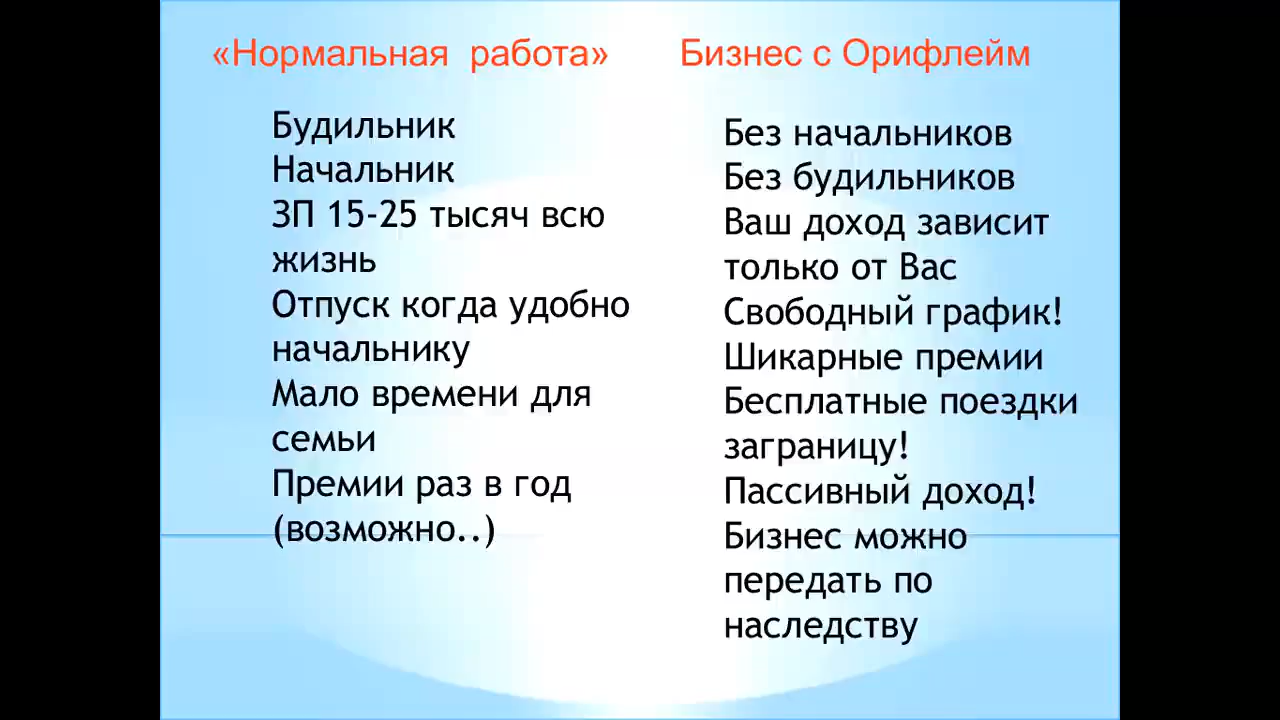 «Нормальная работа»
Будильник
Начальник
ЗП 15-25 тысяч всю
жизнь
Отпуск когда удобно
начальнику
Мало времени для
семьи
Премии раз в год
(возможно..)
Бизнес с Орифлейм
Без начальников
Без будильников
Ваш доход зависит
только от Вас
Свободный график!
Шикарные премии
Бесплатные поездки
заграницу!
Пассивный доход!
Бизнес можно
передать по
наследству